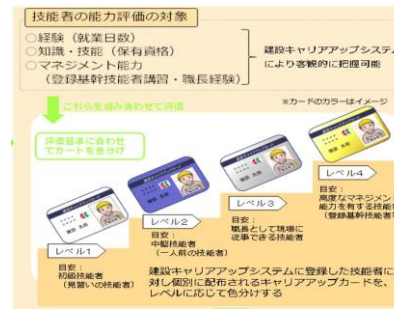 技能者の能力評価の対象
○経験（就業日数）
○知識・技能（保有資格）
○マネジメント能力
（登録基幹技能者講習・職長経験）
建設キャリアアップシステム
により客観的に把握可能
これらを組み合わせて評価
※カードのカラーはイメージ
評価基準に合わせ
てカードを色分け
レベル1
目安：
初級技能者
（見習いの技能者）
レベル2
目安：
中堅技能者
（一人前の技能者）
レベル3
目安：
職長として現場に
従事できる技能者
レベル4
目安：
高度なマネジメント
能力を有する技能者
（登録基幹技能者等
建設キャリアアップシステムに登録した技能者に
対し個別に配布されるキャリアアップカードを、
レベルに応じて色分けする